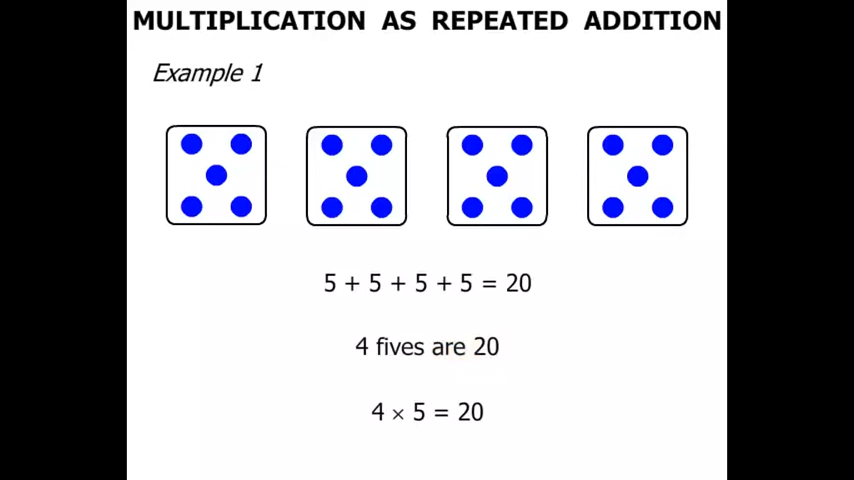 MULTIPLICATION AS REPEATED ADDITION
Example 1
5 + 5 + 5 + 5 = 20
4 fives are 20
4 × 5 = 20